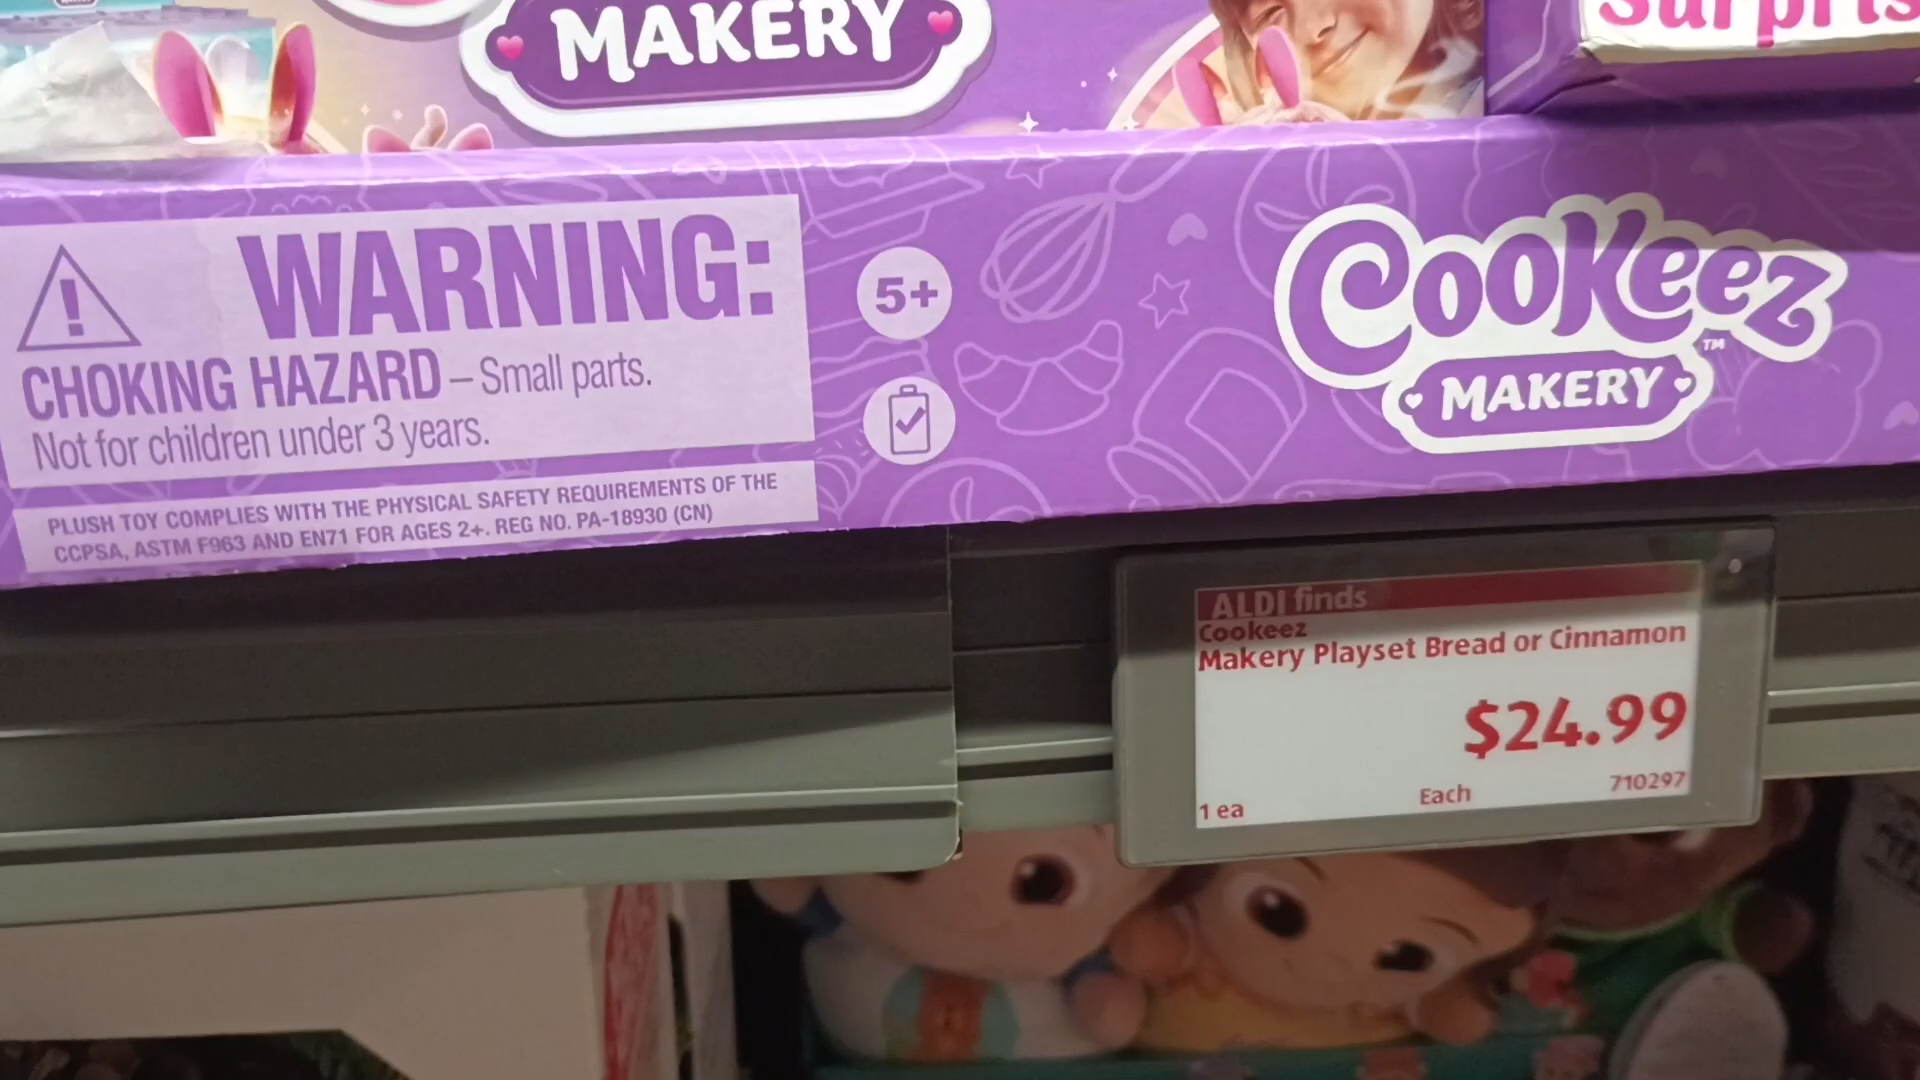 MAKERY
Surpris
WARNING:
CHOKING HAZARD – Small parts.
Not for children under 3 years.
PLUSH TOY COMPLIES WITH THE PHYSICAL SAFETY REQUIREMENTS OF THE
CCPSA, ASTM F963 AND EN71 FOR AGES 2+. REG NO. PA-18930 (CN)
5+
Cookeez
TM
MAKERY
ALDI finds
Cookeez
Makery Playset Bread or Cinnamon
$24.99
1 ea Each 710297